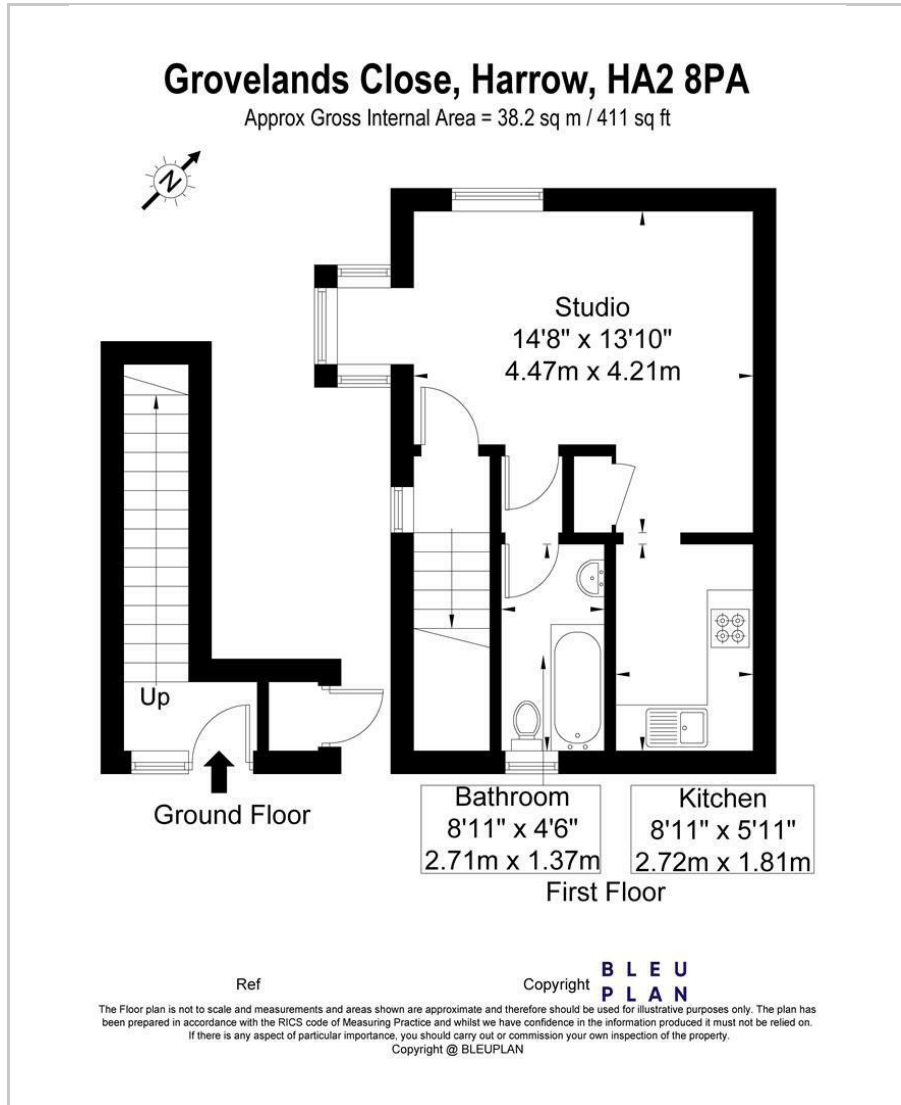 Grovelands Close, Harrow, HA2 8PA
Approx Gross Internal Area = 38.2 sq m / 411 sq ft
N
Studio
14'8" x 13'10"
4.47m x 4.21m
Up
Ground Floor
Bathroom
8'11" x 4'6"
2.71m x 1.37m
Kitchen
8'11" x 5'11"
2.72m x 1.81m
First Floor
Ref
Copyright
BLEU
PLAN
The Floor plan is not to scale and measurements and areas shown are approximate and therefore should be used for illustrative purposes only. The plan has
been prepared in accordance with the RICS code of Measuring Practice and whilst we have confidence in the information produced it must not be relied on.
If there is any aspect of particular importance, you should carry out or commission your own inspection of the property.
Copyright @ BLEUPLAN